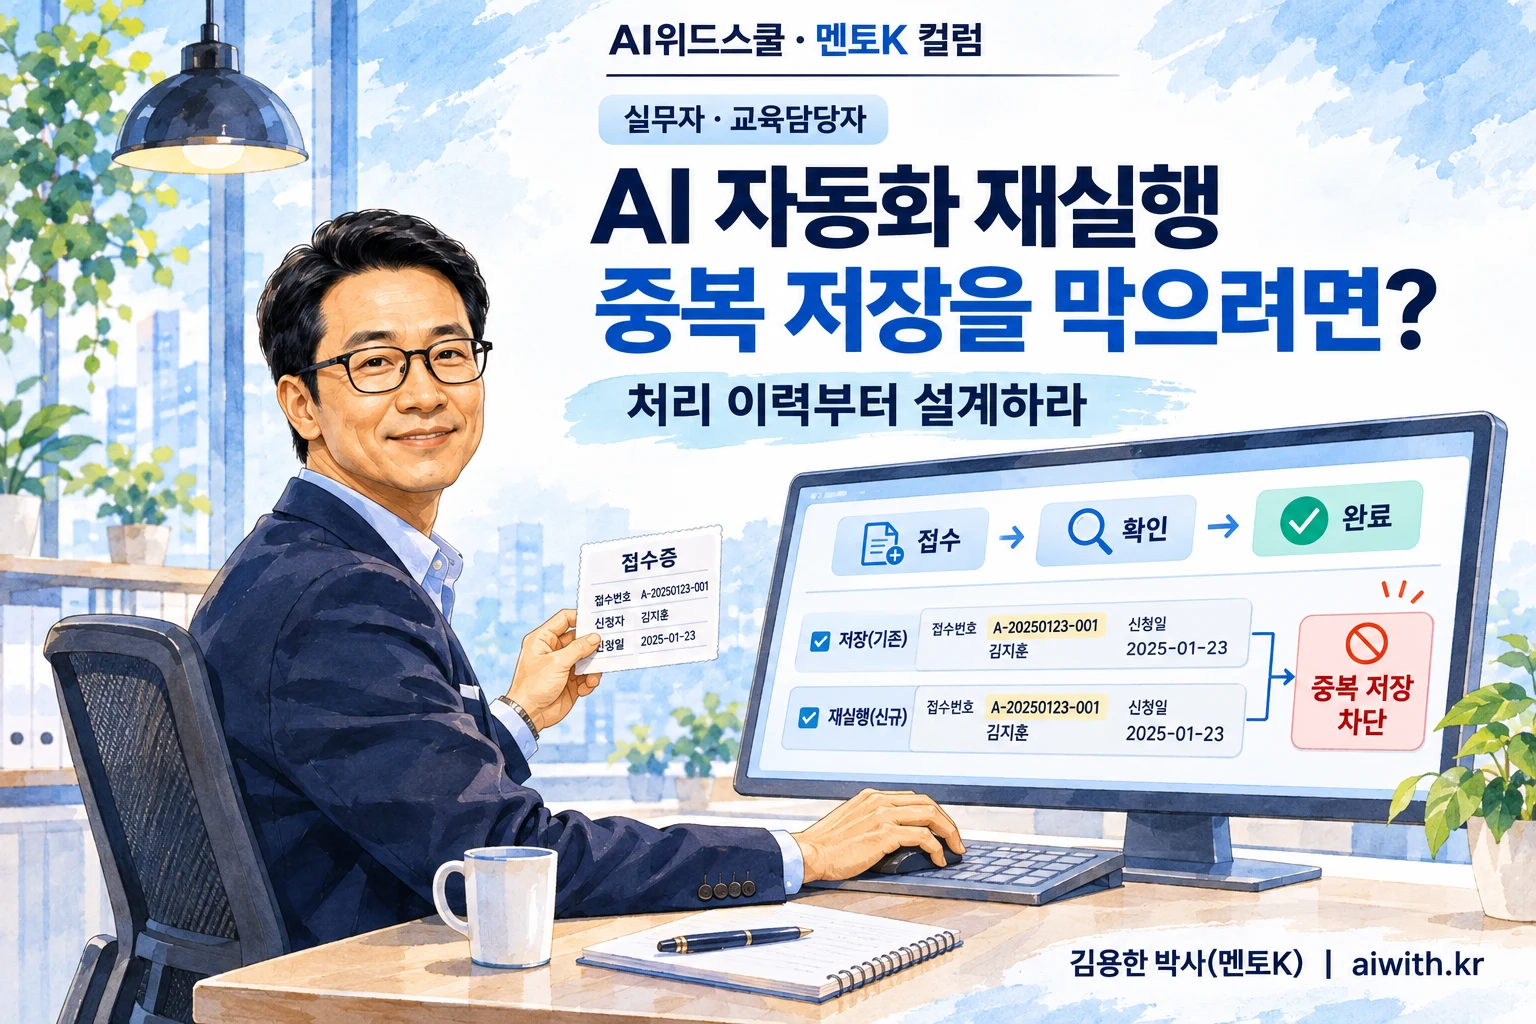 AI위드스쿨 · 멘토K 컬럼
실무자 · 교육담당자
AI 자동화 재실행
중복 저장을 막으려면?
처리 이력부터 설계하라
접수증
접수번호 A-20250123-001
신청자 김지훈
신청일 2025-01-23
접수 → 확인 → 완료
저장(기존) 접수번호 A-20250123-001 신청일
김지훈 2025-01-23
재실행(신규) 접수번호 A-20250123-001 신청일
김지훈 2025-01-23
중복 저장
차단
김용한 박사(멘토K) | aiwith.kr